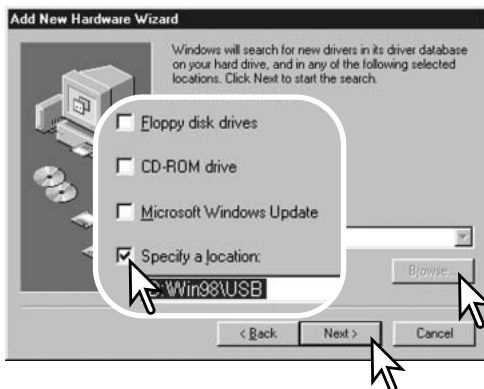 Add New Hardware Wizard
Windows will search for new drivers in its driver database
on your hard drive, and in any of the following selected
locations. Click Next to start the search.
Floppy disk drives
CD-ROM drive
Microsoft Windows Update
Specify a location:
:\Win98\USB
Browse...
< Back
Next >
Cancel